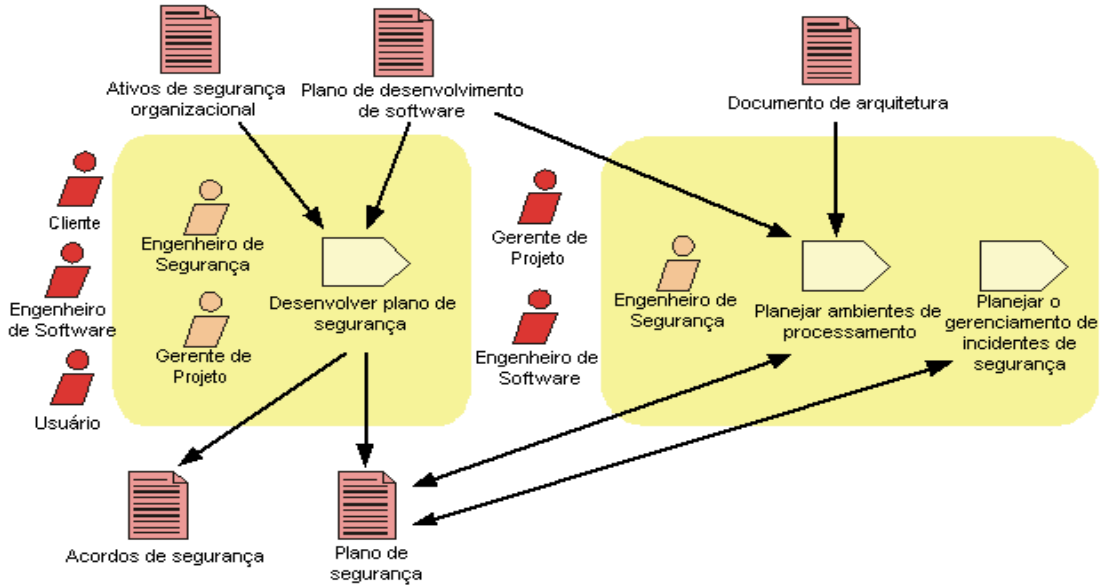 Ativos de segurança
organizacional
Plano de desenvolvimento
de software
Documento de arquitetura
Cliente
Engenheiro
de Software
Usuário
Engenheiro de
Segurança
Gerente de
Projeto
Desenvolver plano de
segurança
Gerente de
Projeto
Engenheiro de
Software
Engenheiro de
Segurança
Planejar ambientes de
processamento
Planejar o
gerenciamento de
incidentes de
segurança
Acordos de segurança
Plano de
segurança